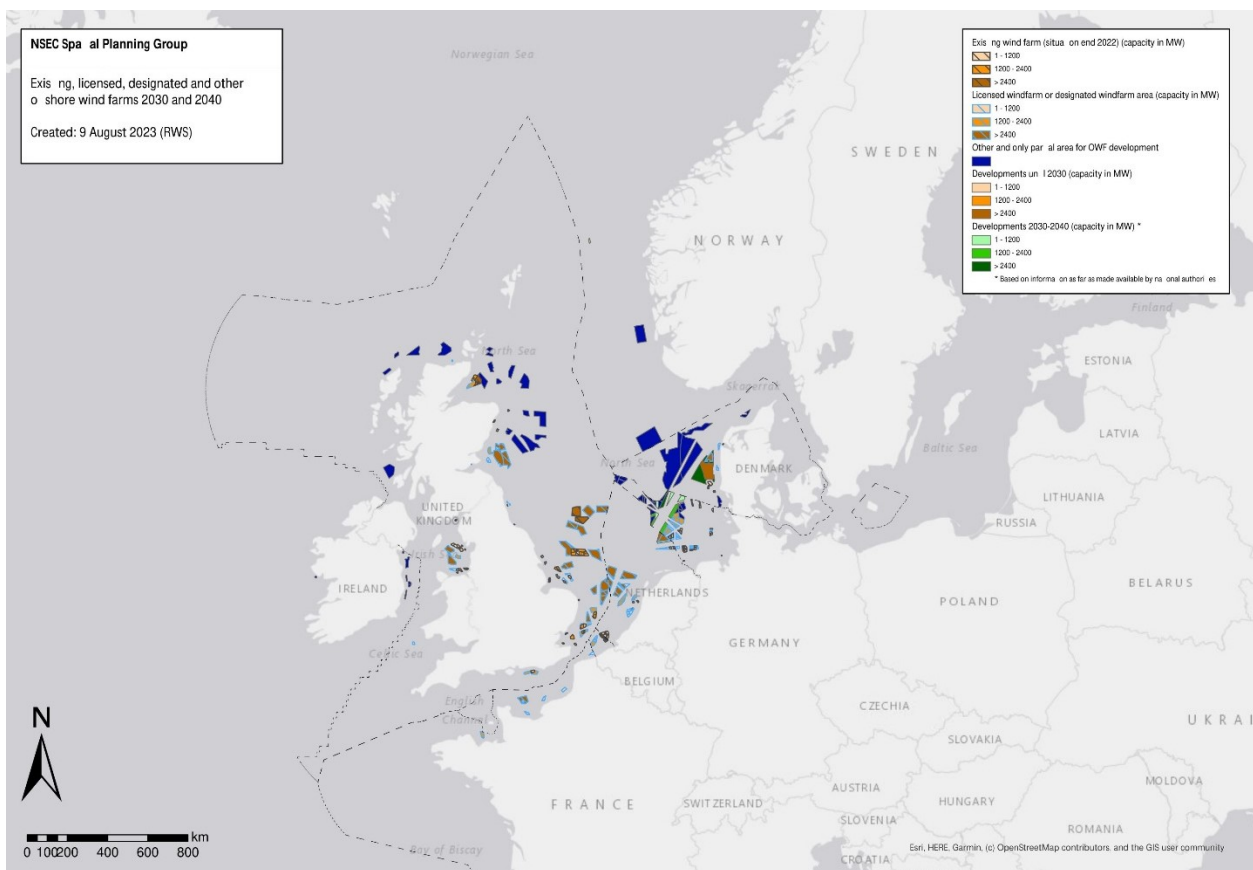 NSEC Spa al Planning Group
Exis ng, licensed, designated and other
o shore wind farms 2030 and 2040
Created: 9 August 2023 (RWS)
Exis ng wind farm (situa on end 2022) (capacity in MW)
1 - 1200
1200 - 2400
> 2400
Licensed windfarm or designated windfarm area (capacity in MW)
1 - 1200
1200 - 2400
> 2400
Other and only par al area for OWF development
Developments un l 2030 (capacity in MW)
1 - 1200
1200 - 2400
> 2400
Developments 2030-2040 (capacity in MW) *
1 - 1200
1200 - 2400
> 2400
* Based on informa on as far as made available by na onal authori es
Norwegian Sea
SWEDEN
NORWAY
Finland
ESTONIA
North Sea
Skagerrak
LATVIA
Baltic Sea
North Sea
DENMARK
LITHUANIA
UNITED
KINGDOM
RUSSIA
Irish Sea
BELARUS
IRELAND
NETHERLANDS
POLAND
GERMANY
Celtic Sea
BELGIUM
English
Channel
CZECHIA
UKRAI
SLOVAKIA
N
MOLDOVA
AUSTRIA
FRANCE
SWITZERLAND
HUNGARY
SLOVENIA
ROMANIA
km
0 100200 400 600 800
Bay of Biscay
CROATIA
Esri, HERE, Garmin, (c) OpenStreetMap contributors, and the GIS user community